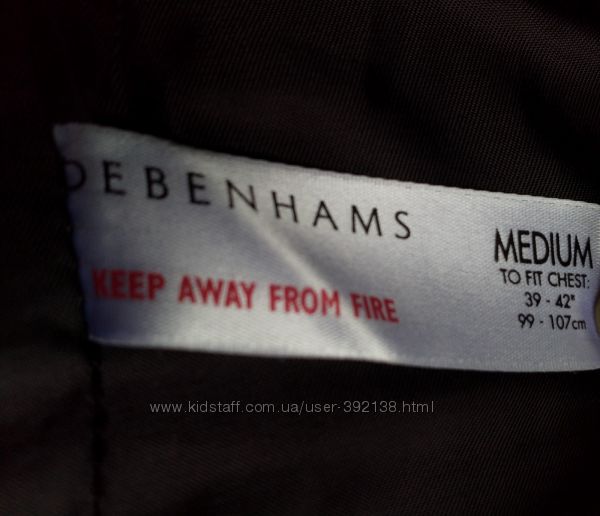 DEBENHAMS
KEEP AWAY FROM FIRE
MEDIUM
TO FIT CHEST:
39 - 42"
99 - 107cm
www.kidstaff.com.ua/user-392138.html